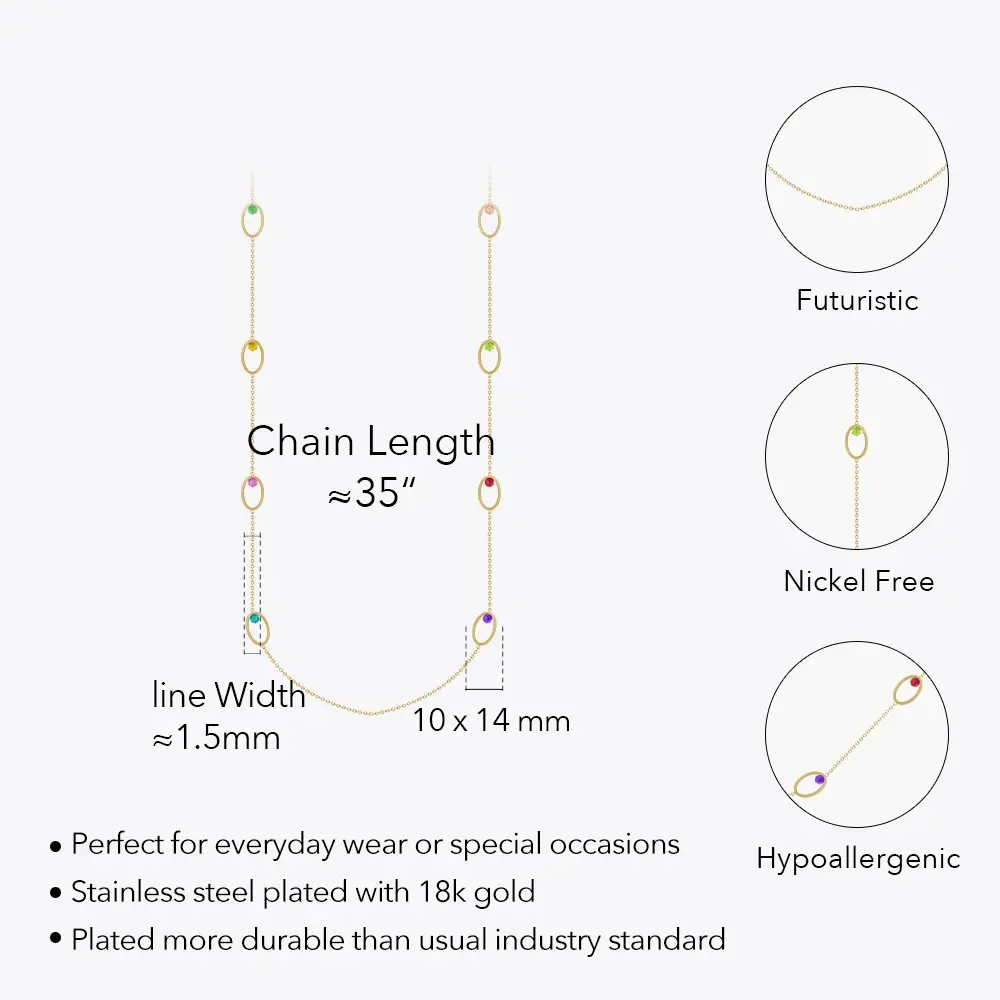 Chain Length
≈35“
line Width
≈1.5mm
10 x 14 mm
Futuristic
Nickel Free
Hypoallergenic
• Perfect for everyday wear or special occasions
• Stainless steel plated with 18k gold
• Plated more durable than usual industry standard